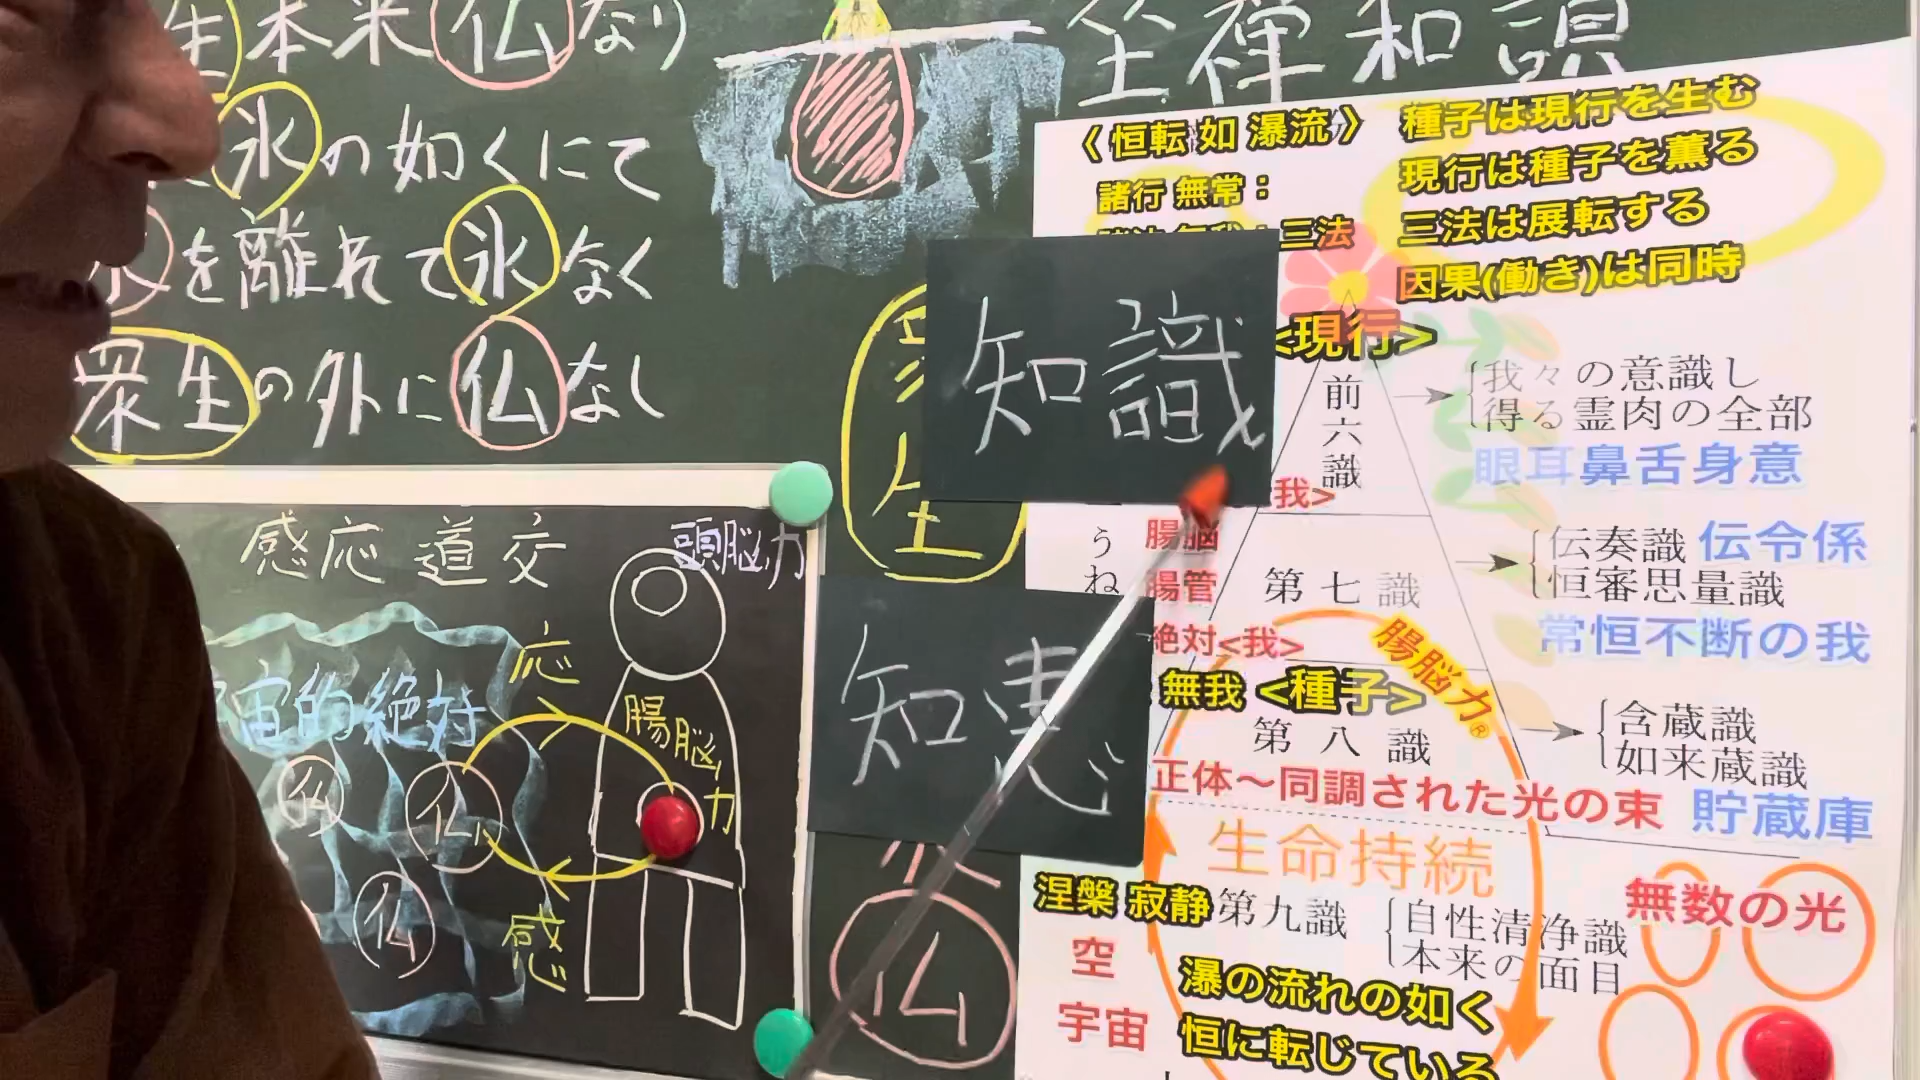 生本来仏なり
氷の如くにて
を離れて氷なく
衆生の外に仏なし
坐禅和讃
感応道交
頭脳力
応
宇宙的絶対
腸脳力
仏
仏
仏
感
知識
生
知恵
仏
〈恒転如瀑流〉
諸行無常：
三法
種子は現行を生む
現行は種子を薫る
三法は展転する
因果(働き)は同時
<現行>
前六識
我々の意識し
得る霊肉の全部
眼耳鼻舌身意
我>
うね
腸脳
腸管
第七識
伝奏識 伝令係
恒審思量識
常恒不断の我
絶対<我>
腸脳力®
無我<種子>
第八識
含蔵識
如来蔵識
正体～同調された光の束
貯蔵庫
生命持続
涅槃寂静
第九識
自性清浄識
本来の面目
無数の光
空
宇宙
瀑の流れの如く
恒に転じている